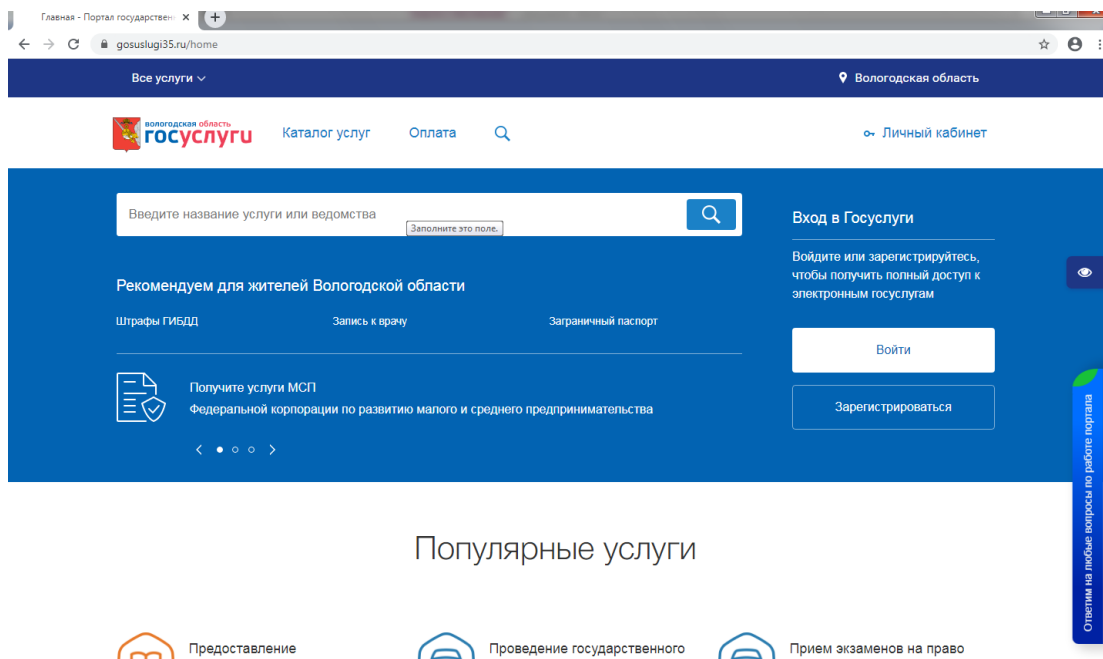 Главная - Портал государствен
gosuslugi35.ru/home
Все услуги
Вологодская область
вологодская область
госуслуги
Каталог услуг
Оплата
Личный кабинет
Введите название услуги или ведомства
Заполните это поле.
Вход в Госуслуги
Войдите или зарегистрируйтесь,
чтобы получить полный доступ к
электронным госуслугам
Рекомендуем для жителей Вологодской области
Штрафы ГИБДД
Запись к врачу
Заграничный паспорт
Войти
Получите услуги МСП
Федеральной корпорации по развитию малого и среднего предпринимательства
Зарегистрироваться
Ответим на любые вопросы по работе портала
Популярные услуги
Предоставление
Проведение государственного
Прием экзаменов на право